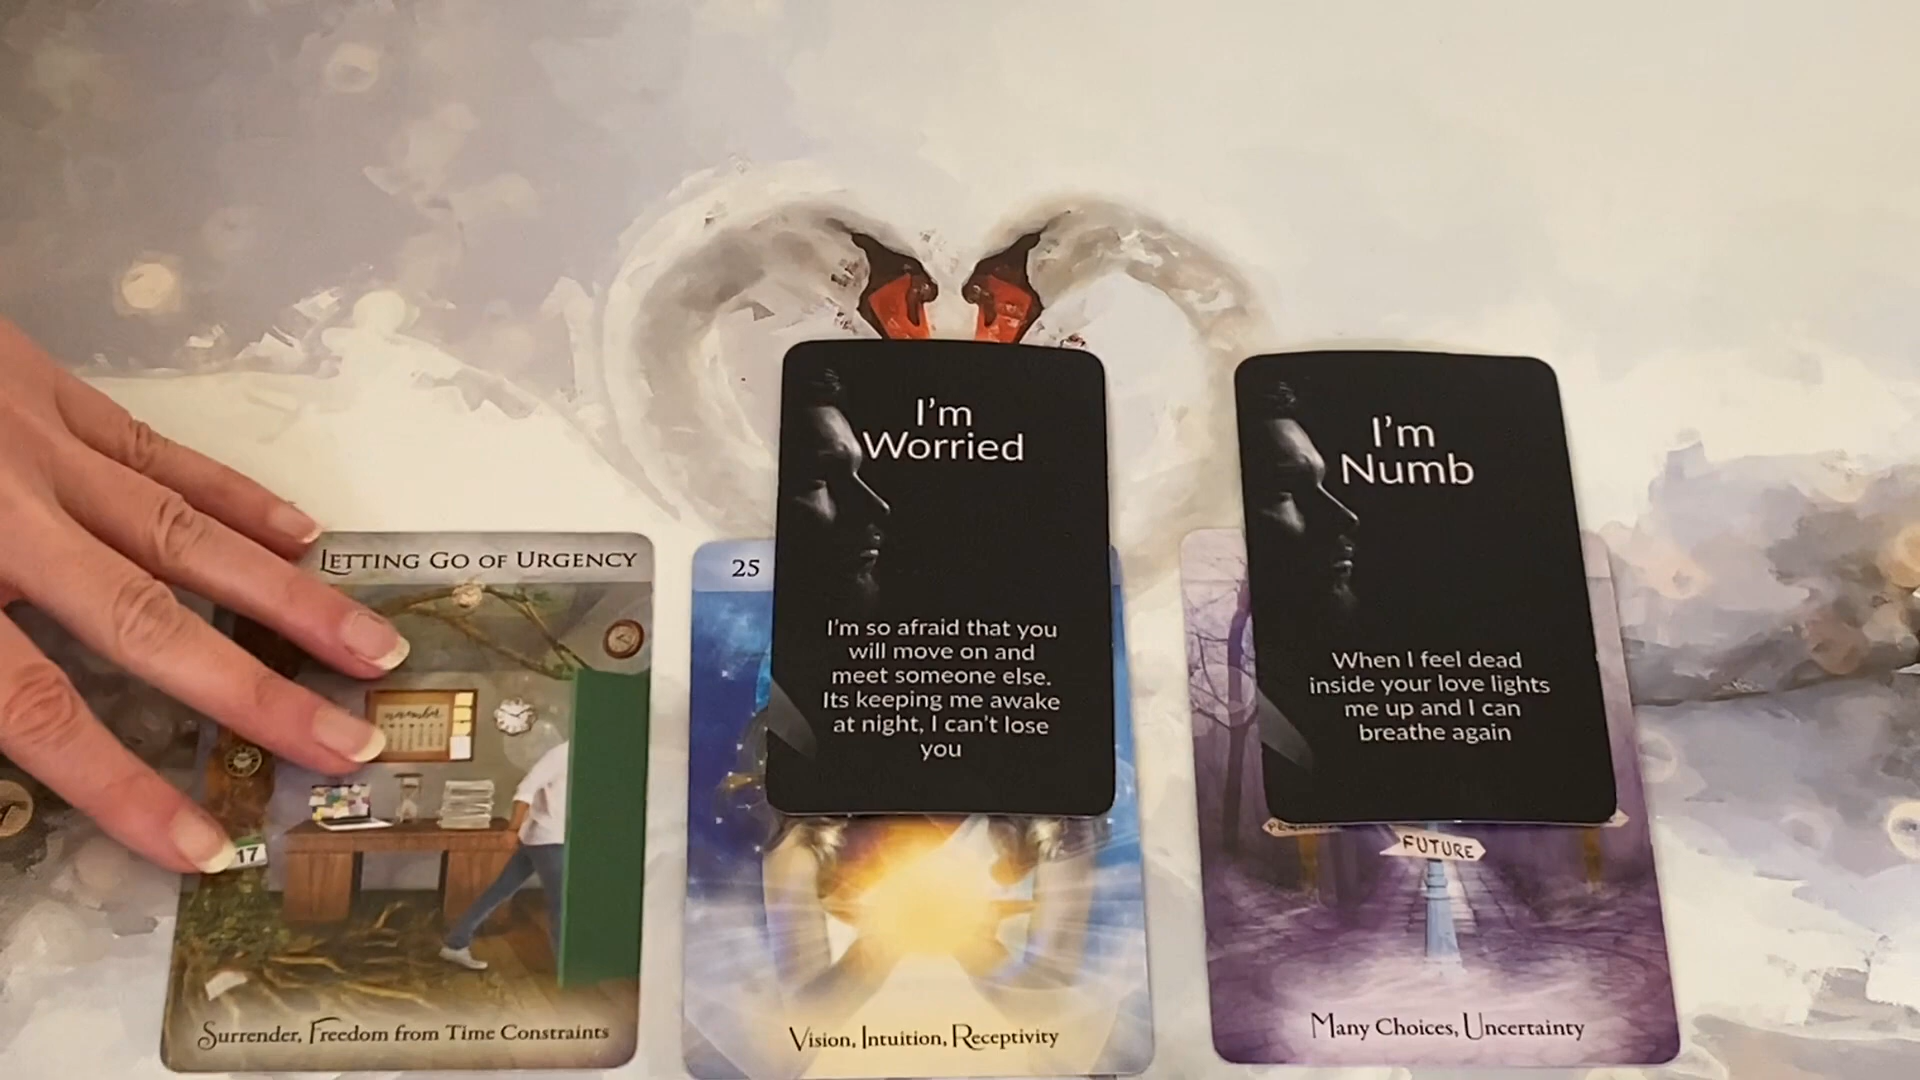 LETTING GO OF URGENCY
november
17
Surrender, Freedom from Time Constraints
25
I'm
Worried
I'm so afraid that you
will move on and
meet someone else.
Its keeping me awake
at night, I can't lose
you
Vision, Intuition, Receptivity
I'm
Numb
When I feel dead
inside your love lights
me up and I can
breathe again
FUTURE
Many Choices, Uncertainty